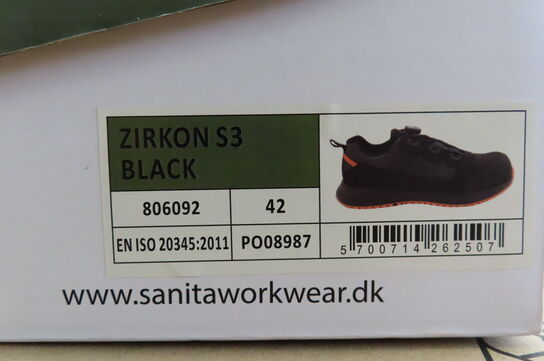 ZIRKON S3
BLACK
806092 42
EN ISO 20345:2011 PO08987
5 700714 262507
www.sanitaworkwear.dk